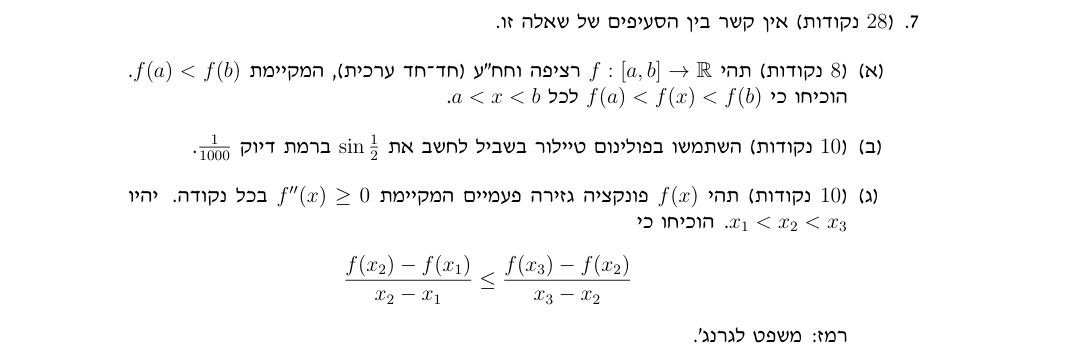 7. (28 נקודות) אין קשר בין הסעיפים של שאלה זו.
(א) (8 נקודות) תהי f : [a, b] → ℝ רציפה וחח"ע (חד־חד ערכית), המקיימת f(a) < f(b).
הוכיחו כי f(a) < f(x) < f(b) לכל a < x < b.
(ב) (10 נקודות) השתמשו בפולינום טיילור בשביל לחשב את sin 1/2 ברמת דיוק 1/1000.
(ג) (10 נקודות) תהי f(x) פונקציה גזירה פעמיים המקיימת f''(x) ≥ 0 בכל נקודה. יהיו
x₁ < x₂ < x₃. הוכיחו כי
(f(x₂) − f(x₁))/(x₂ − x₁) ≤ (f(x₃) − f(x₂))/(x₃ − x₂)
רמז: משפט לגרנג'.